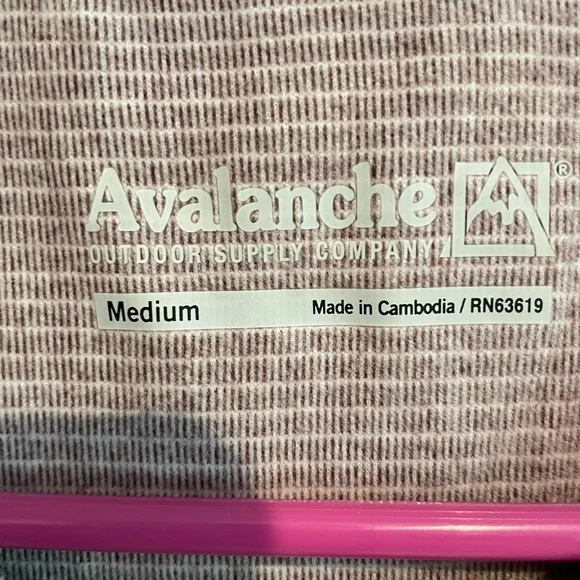 Avalanche ®
OUTDOOR SUPPLY COMPANY
Medium Made in Cambodia / RN63619